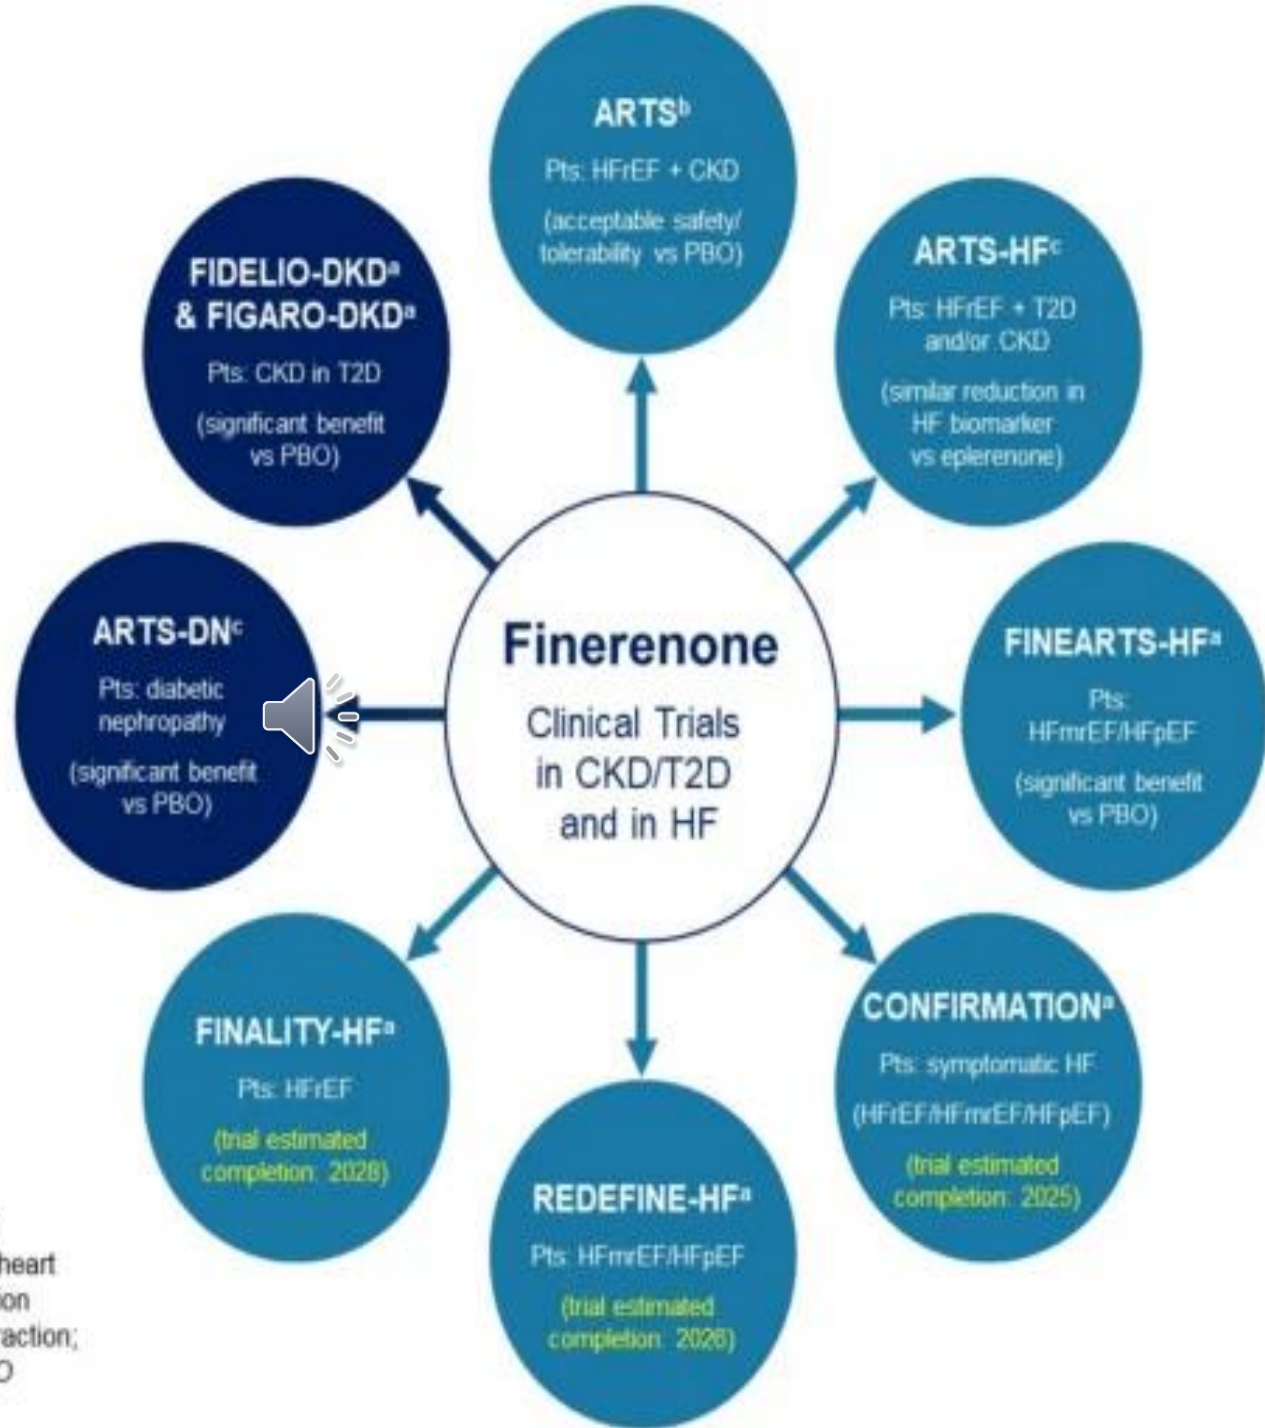 ARTSᵇ
Pts: HFrEF + CKD
(acceptable safety/
tolerability vs PBO)
FIDELIO-DKDᵃ
& FIGARO-DKDᵃ
Pts: CKD in T2D
(significant benefit
vs PBO)
ARTS-HFᶜ
Pts: HFrEF + T2D
and/or CKD
(similar reduction in
HF biomarker
vs eplerenone)
ARTS-DNᶜ
Pts: diabetic
nephropathy
(significant benefit
vs PBO)
Finerenone
Clinical Trials
in CKD/T2D
and in HF
FINEARTS-HFᵃ
Pts:
HFmrEF/HFpEF
(significant benefit
vs PBO)
FINALITY-HFᵃ
Pts: HFrEF
(trial estimated
completion: 2028)
REDEFINE-HFᵃ
Pts: HFmrEF/HFpEF
(trial estimated
completion: 2026)
CONFIRMATIONᵃ
Pts: symptomatic HF
(HFrEF/HFmrEF/HFpEF)
(trial estimated
completion: 2025)
heart